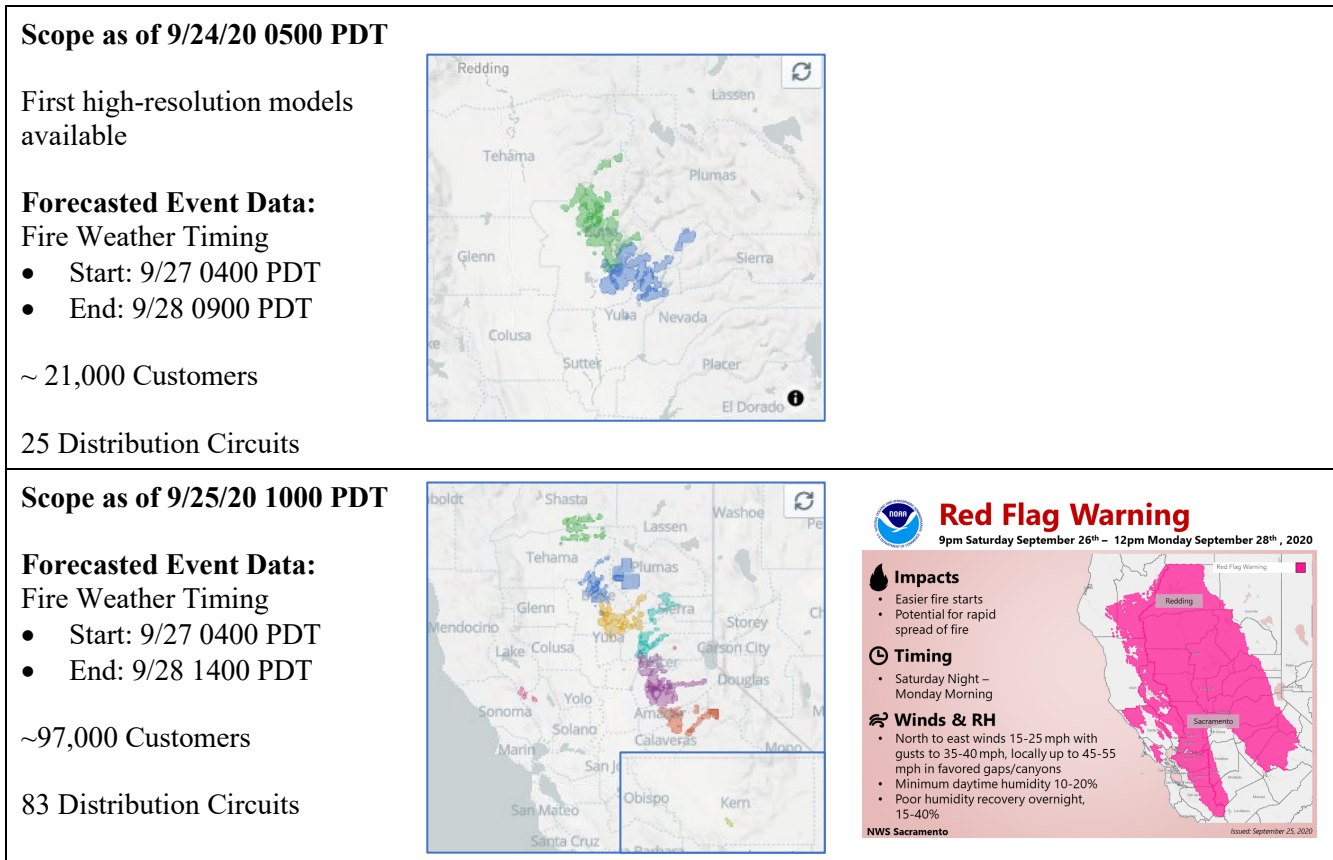 Scope as of 9/24/20 0500 PDT
First high-resolution models
available
Forecasted Event Data:
Fire Weather Timing
• Start: 9/27 0400 PDT
• End: 9/28 0900 PDT
~ 21,000 Customers
25 Distribution Circuits
Redding
Lassen
Tehama
Plumas
Glenn
Sierra
Yuba
Nevada
Colusa
Sutter
Placer
El Dorado
Scope as of 9/25/20 1000 PDT
Forecasted Event Data:
Fire Weather Timing
• Start: 9/27 0400 PDT
• End: 9/28 1400 PDT
~97,000 Customers
83 Distribution Circuits
Shasta
Washoe
Lassen
Tehama
Plumas
Glenn
Sierra
Mendocino
Storey
Yuba
Lake
Colusa
Carson City
Douglas
Yolo
Sonoma
Solano
Marin
Calaveras
Mono
Obispo
Kern
San Mateo
Santa Cruz
NOAA
Red Flag Warning
9pm Saturday September 26th – 12pm Monday September 28th , 2020
Impacts
• Easier fire starts
• Potential for rapid
spread of fire
Timing
• Saturday Night –
Monday Morning
Winds & RH
• North to east winds 15-25 mph with
gusts to 35-40 mph, locally up to 45-55
mph in favored gaps/canyons
• Minimum daytime humidity 10-20%
• Poor humidity recovery overnight,
15-40%
NWS Sacramento
Red Flag Warning
Redding
Sacramento
Issued: September 25, 2020